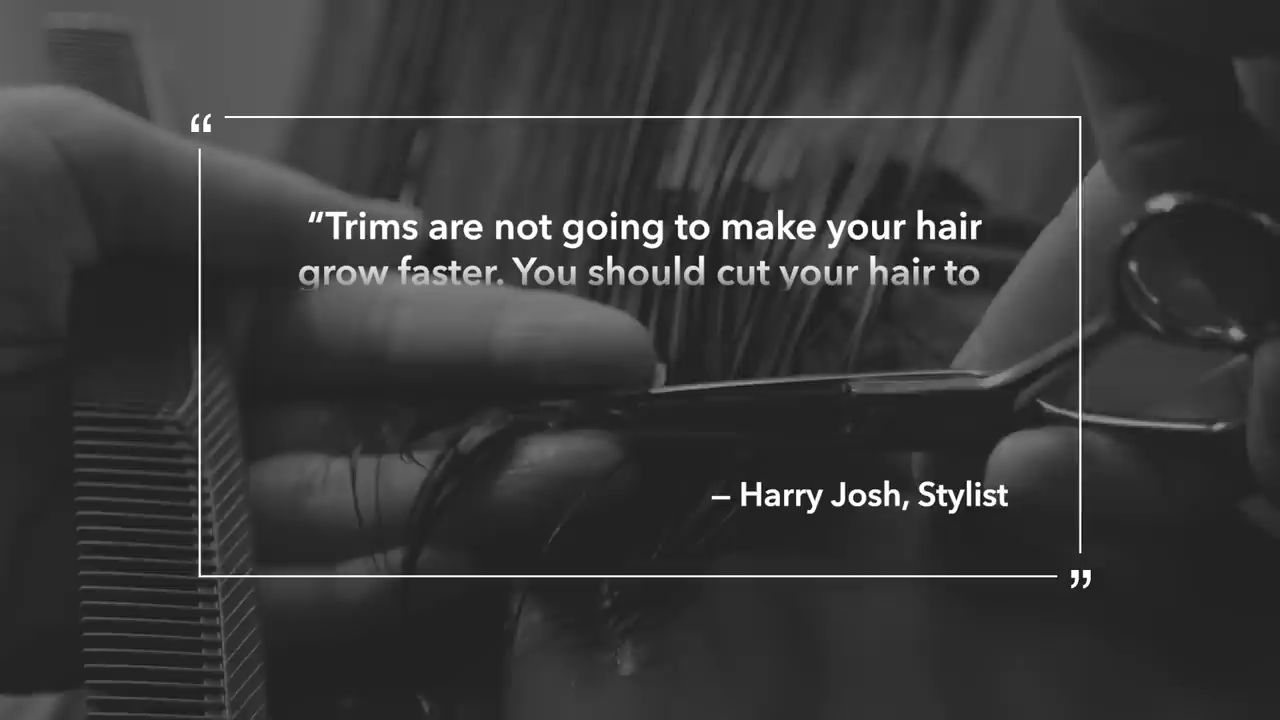 “
“Trims are not going to make your hair
grow faster. You should cut your hair to
– Harry Josh, Stylist
”